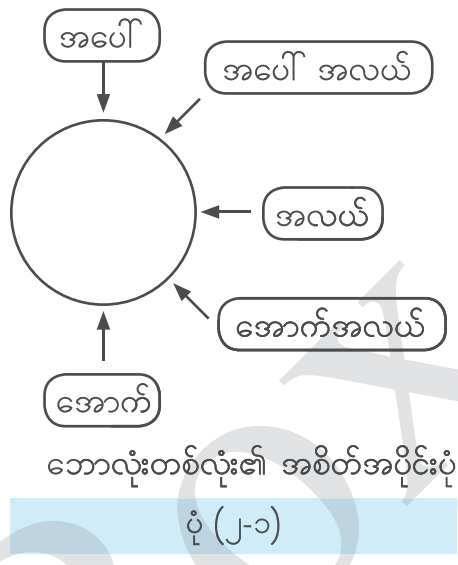 အပေါ်
အပေါ် အလယ်
အလယ်
အောက်အလယ်
အောက်
ဘောလုံးတစ်လုံး၏ အစိတ်အပိုင်းပုံ
ပုံ (၂-၁)